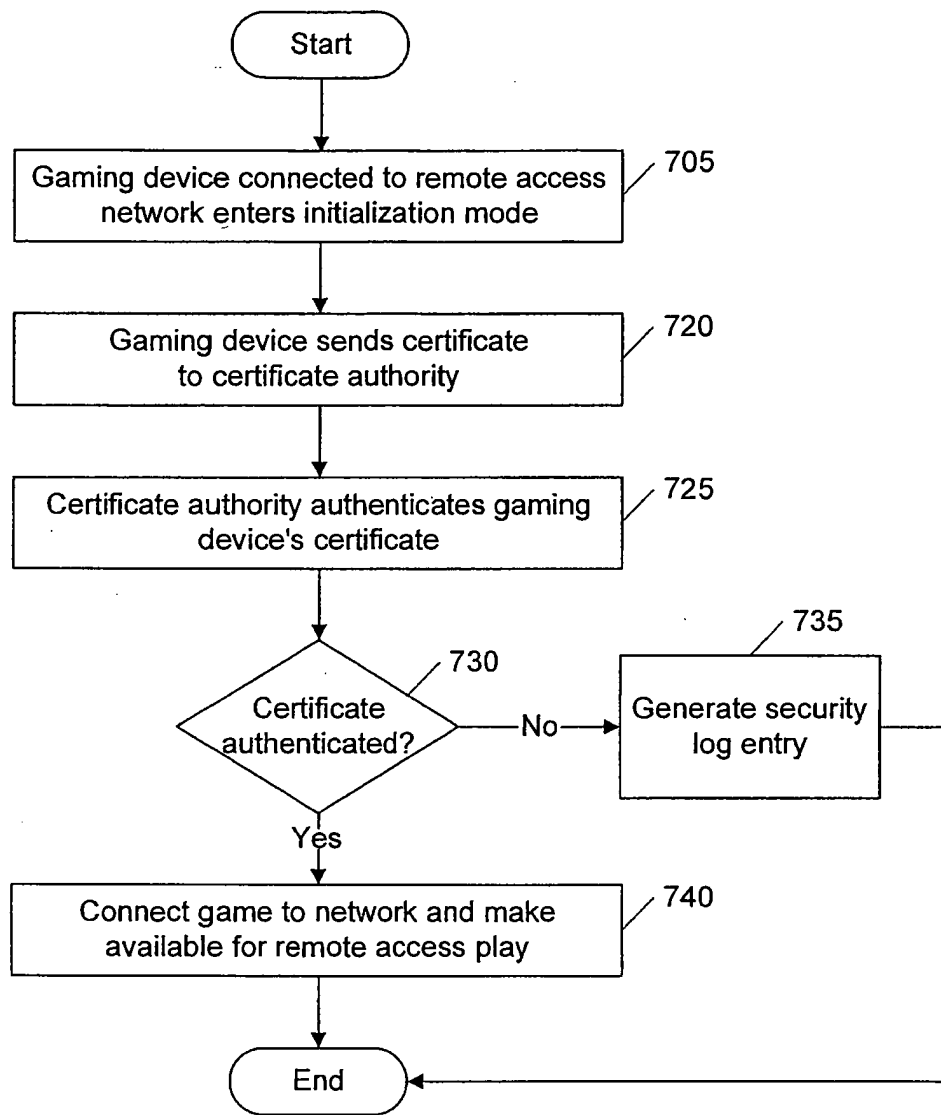 Start
Gaming device connected to remote access
network enters initialization mode
705
Gaming device sends certificate
to certificate authority
720
Certificate authority authenticates gaming
device's certificate
725
Certificate
authenticated?
730
No
Generate security
log entry
735
Yes
Connect game to network and make
available for remote access play
740
End